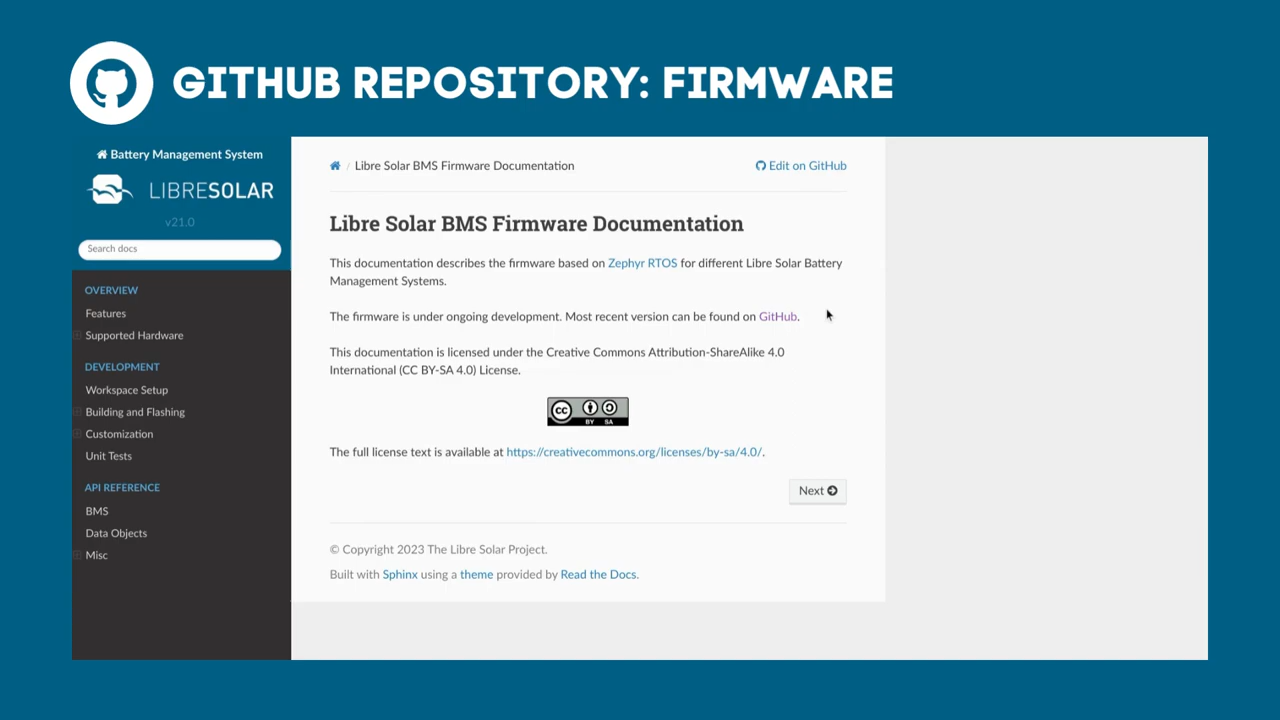 GITHUB REPOSITORY: FIRMWARE
Battery Management System
LIBRESOLAR
v21.0
Search docs
OVERVIEW
Features
Supported Hardware
DEVELOPMENT
Workspace Setup
Building and Flashing
Customization
Unit Tests
API REFERENCE
BMS
Data Objects
Misc
/ Libre Solar BMS Firmware Documentation
Edit on GitHub
Libre Solar BMS Firmware Documentation
This documentation describes the firmware based on Zephyr RTOS for different Libre Solar Battery
Management Systems.
The firmware is under ongoing development. Most recent version can be found on GitHub.
This documentation is licensed under the Creative Commons Attribution-ShareAlike 4.0
International (CC BY-SA 4.0) License.
CC BY SA
The full license text is available at https://creativecommons.org/licenses/by-sa/4.0/.
Next
© Copyright 2023 The Libre Solar Project.
Built with Sphinx using a theme provided by Read the Docs.